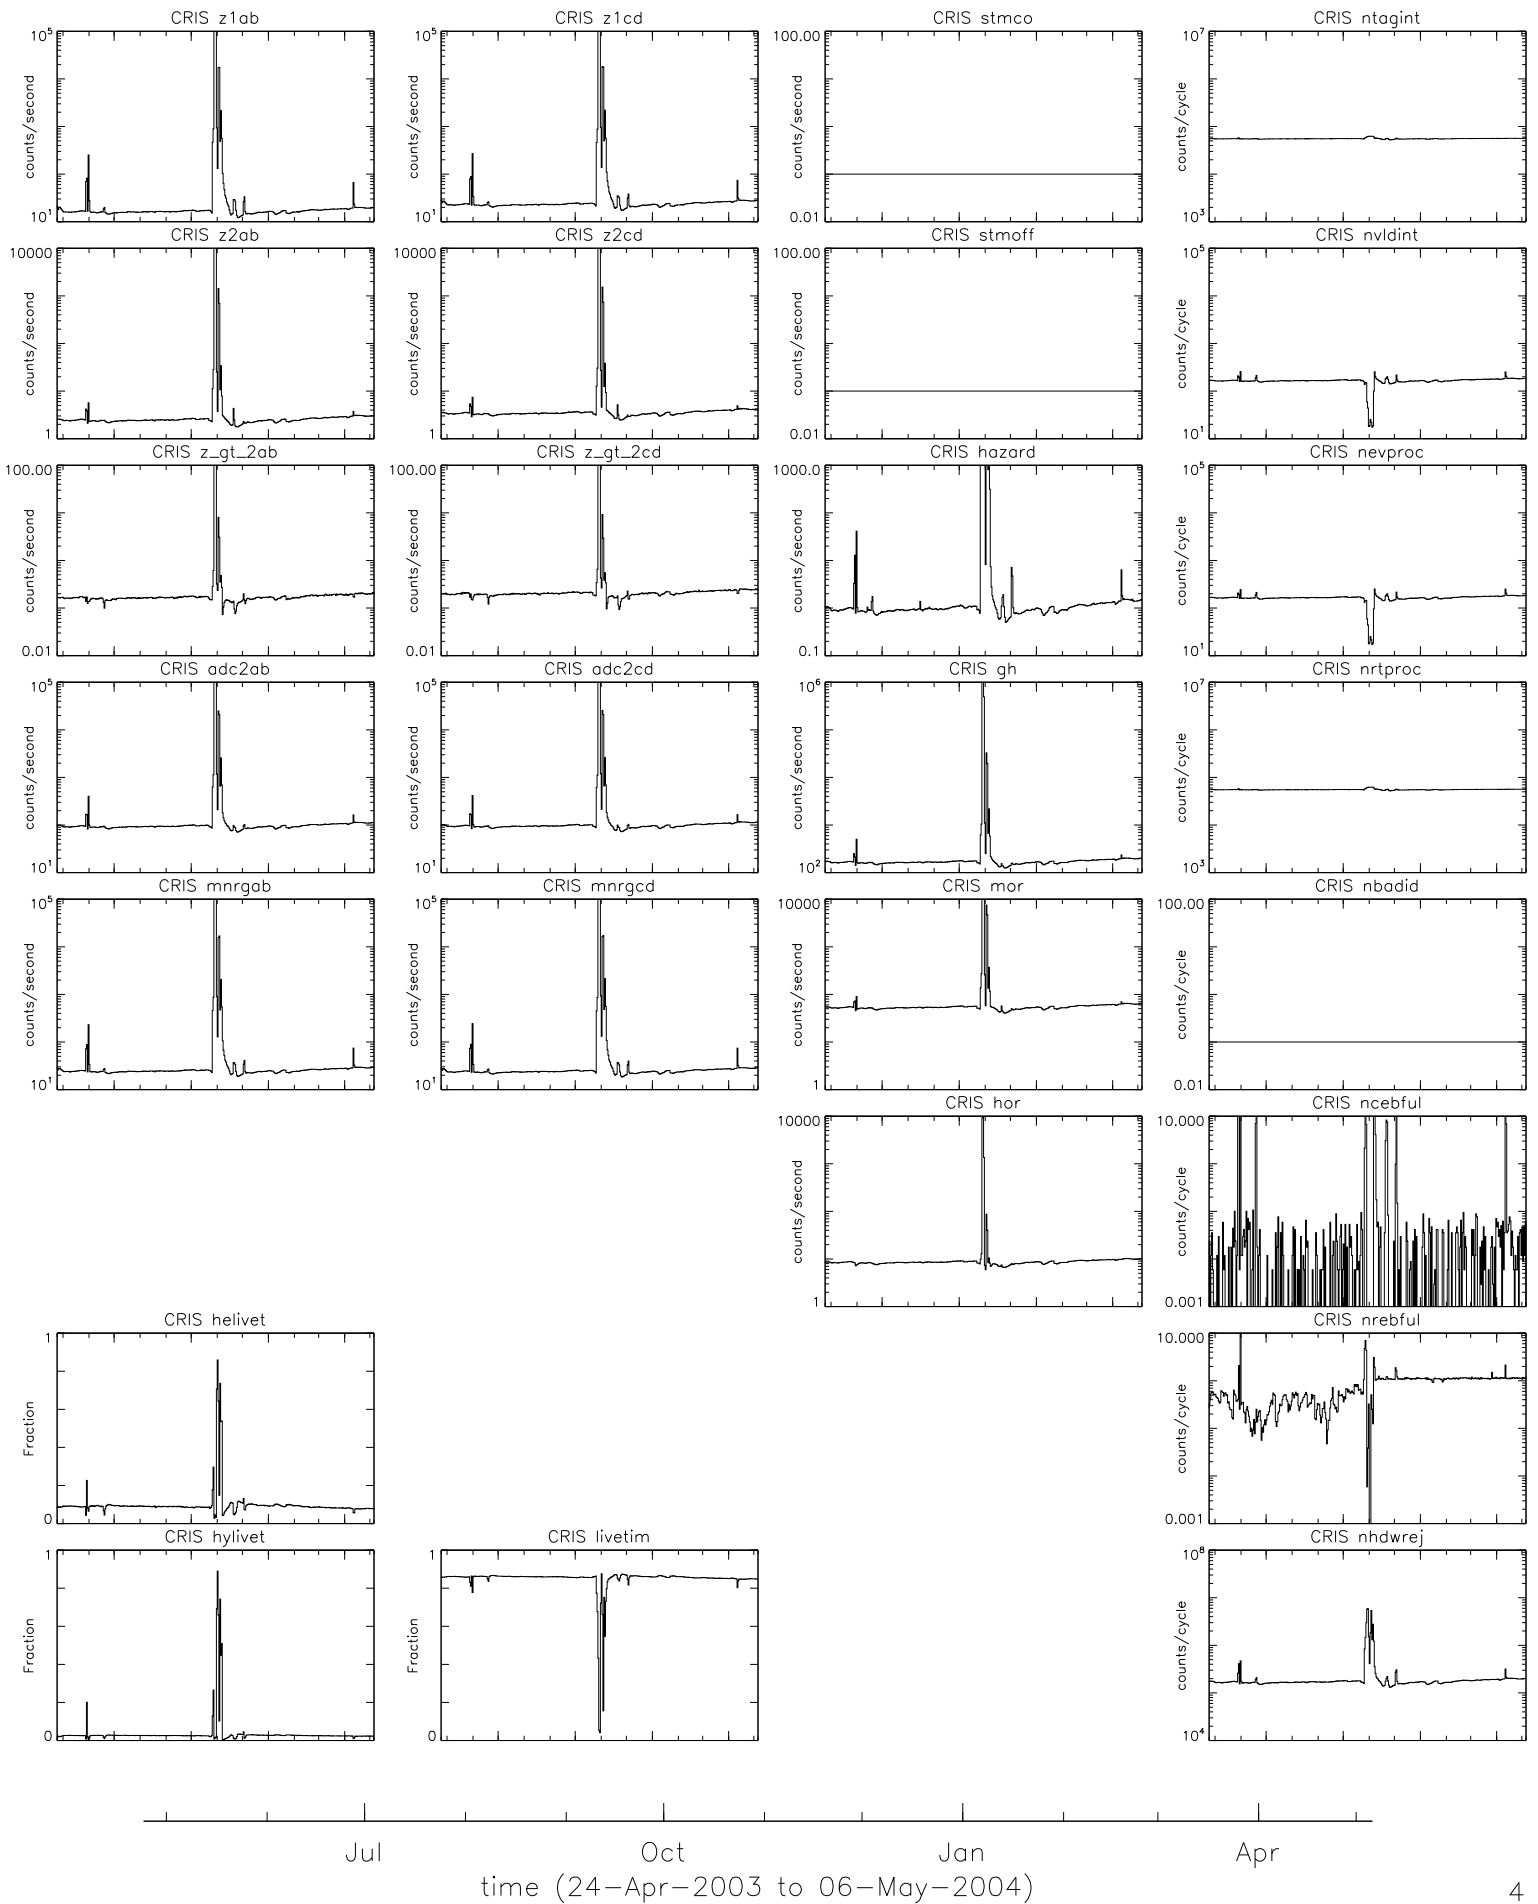 CRIS z1ab
CRIS z1cd
CRIS stmco
CRIS ntagint
10⁵
counts/second
10¹
10⁵
counts/second
10¹
100.00
counts/second
0.01
10⁷
counts/cycle
10³
CRIS z2ab
CRIS z2cd
CRIS stmoff
CRIS nvldint
10000
counts/second
1
10000
counts/second
1
100.00
counts/second
0.01
10⁵
counts/cycle
10¹
CRIS z_gt_2ab
CRIS z_gt_2cd
CRIS hazard
CRIS nevproc
100.00
counts/second
0.01
100.00
counts/second
0.01
1000.0
counts/second
0.1
10⁵
counts/cycle
10¹
CRIS adc2ab
CRIS adc2cd
CRIS gh
CRIS nrtproc
10⁵
counts/second
10¹
10⁵
counts/second
10¹
10⁶
counts/second
10²
10⁷
counts/cycle
10³
CRIS mnrgab
CRIS mnrgcd
CRIS mor
CRIS nbadid
10⁵
counts/second
10¹
10⁵
counts/second
10¹
10000
counts/second
1
100.00
counts/cycle
0.01
CRIS hor
CRIS ncebful
10000
counts/second
1
10.000
counts/cycle
0.001
CRIS helivet
CRIS nrebful
1
Fraction
0
10.000
counts/cycle
0.001
CRIS hylivet
CRIS livetim
CRIS nhdwrej
1
Fraction
0
1
Fraction
0
10⁸
counts/cycle
10⁴
Jul
Oct
Jan
Apr
time (24-Apr-2003 to 06-May-2004)
4